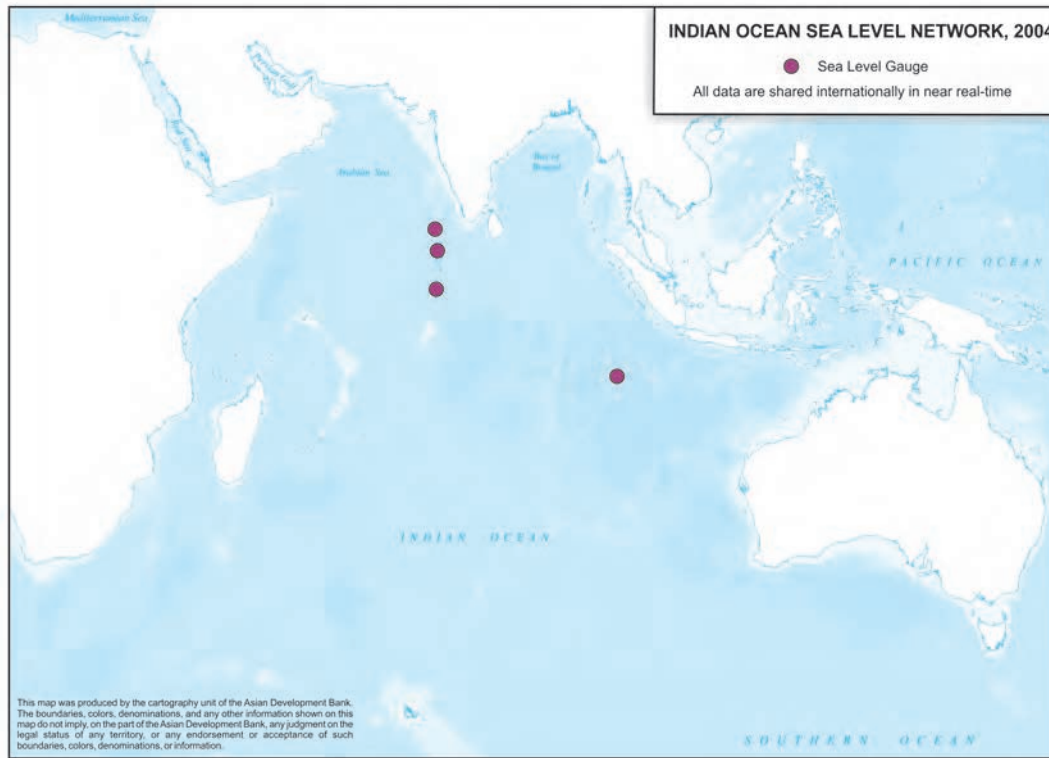 Mediterranean Sea
INDIAN OCEAN SEA LEVEL NETWORK, 2004
Sea Level Gauge
All data are shared internationally in near real-time
Persian Gulf
Red Sea
Arabian Sea
Bay of
Bengal
PACIFIC OCEAN
INDIAN OCEAN
This map was produced by the cartography unit of the Asian Development Bank.
The boundaries, colors, denominations, and any other information shown on this
map do not imply, on the part of the Asian Development Bank, any judgment on the
legal status of any territory, or any endorsement or acceptance of such
boundaries, colors, denominations, or information.
SOUTHERN OCEAN